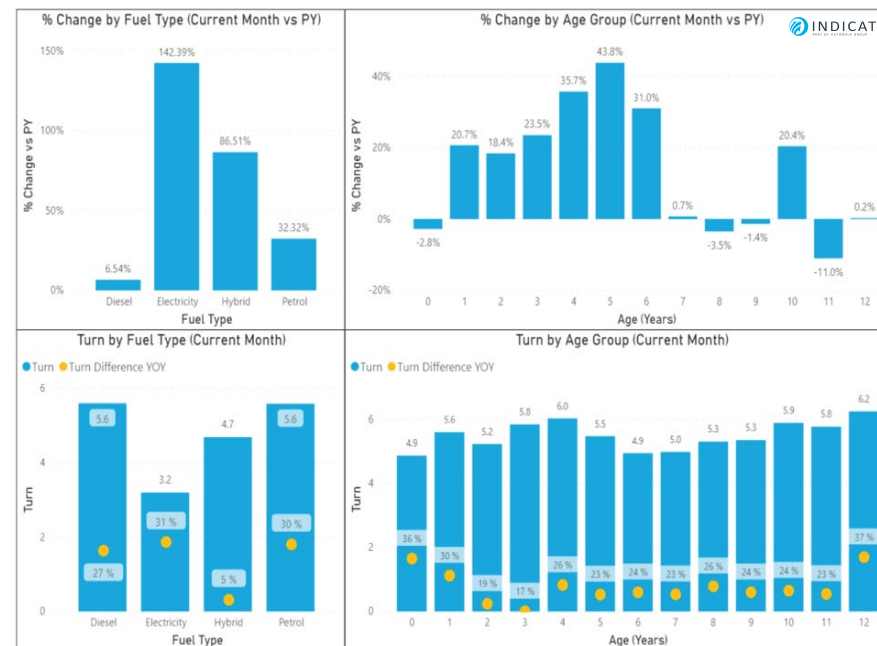 % Change by Fuel Type (Current Month vs PY)
150%
100%
50%
0%
% Change vs PY
6.54%
142.39%
86.51%
32.32%
Diesel Electricity Hybrid Petrol
Fuel Type
% Change by Age Group (Current Month vs PY)
INDICAT
40%
20%
0%
-20%
% Change vs PY
-2.8%
20.7%
18.4%
23.5%
35.7%
43.8%
31.0%
0.7%
-3.5%
-1.4%
20.4%
-11.0%
0.2%
0 1 2 3 4 5 6 7 8 9 10 11 12
Age (Years)
Turn by Fuel Type (Current Month)
Turn Turn Difference YOY
6
4
2
0
Turn
5.6
3.2
4.7
5.6
27 %
31 %
5 %
30 %
Diesel Electricity Hybrid Petrol
Fuel Type
Turn by Age Group (Current Month)
Turn Turn Difference YOY
6
4
2
0
Turn
4.9 5.6 5.2 5.8 6.0 5.5 4.9 5.0 5.3 5.3 5.9 5.8 6.2
36 % 30 % 19 % 17 % 26 % 23 % 24 % 23 % 26 % 24 % 24 % 23 % 37 %
0 1 2 3 4 5 6 7 8 9 10 11 12
Age (Years)